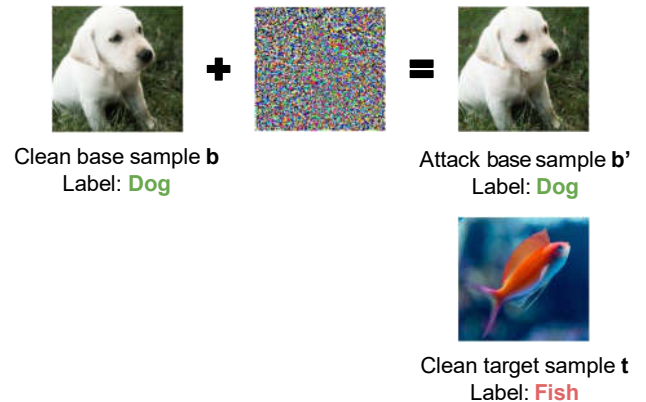 Clean base sample b
Label: Dog
Attack base sample b’
Label: Dog
Clean target sample t
Label: Fish